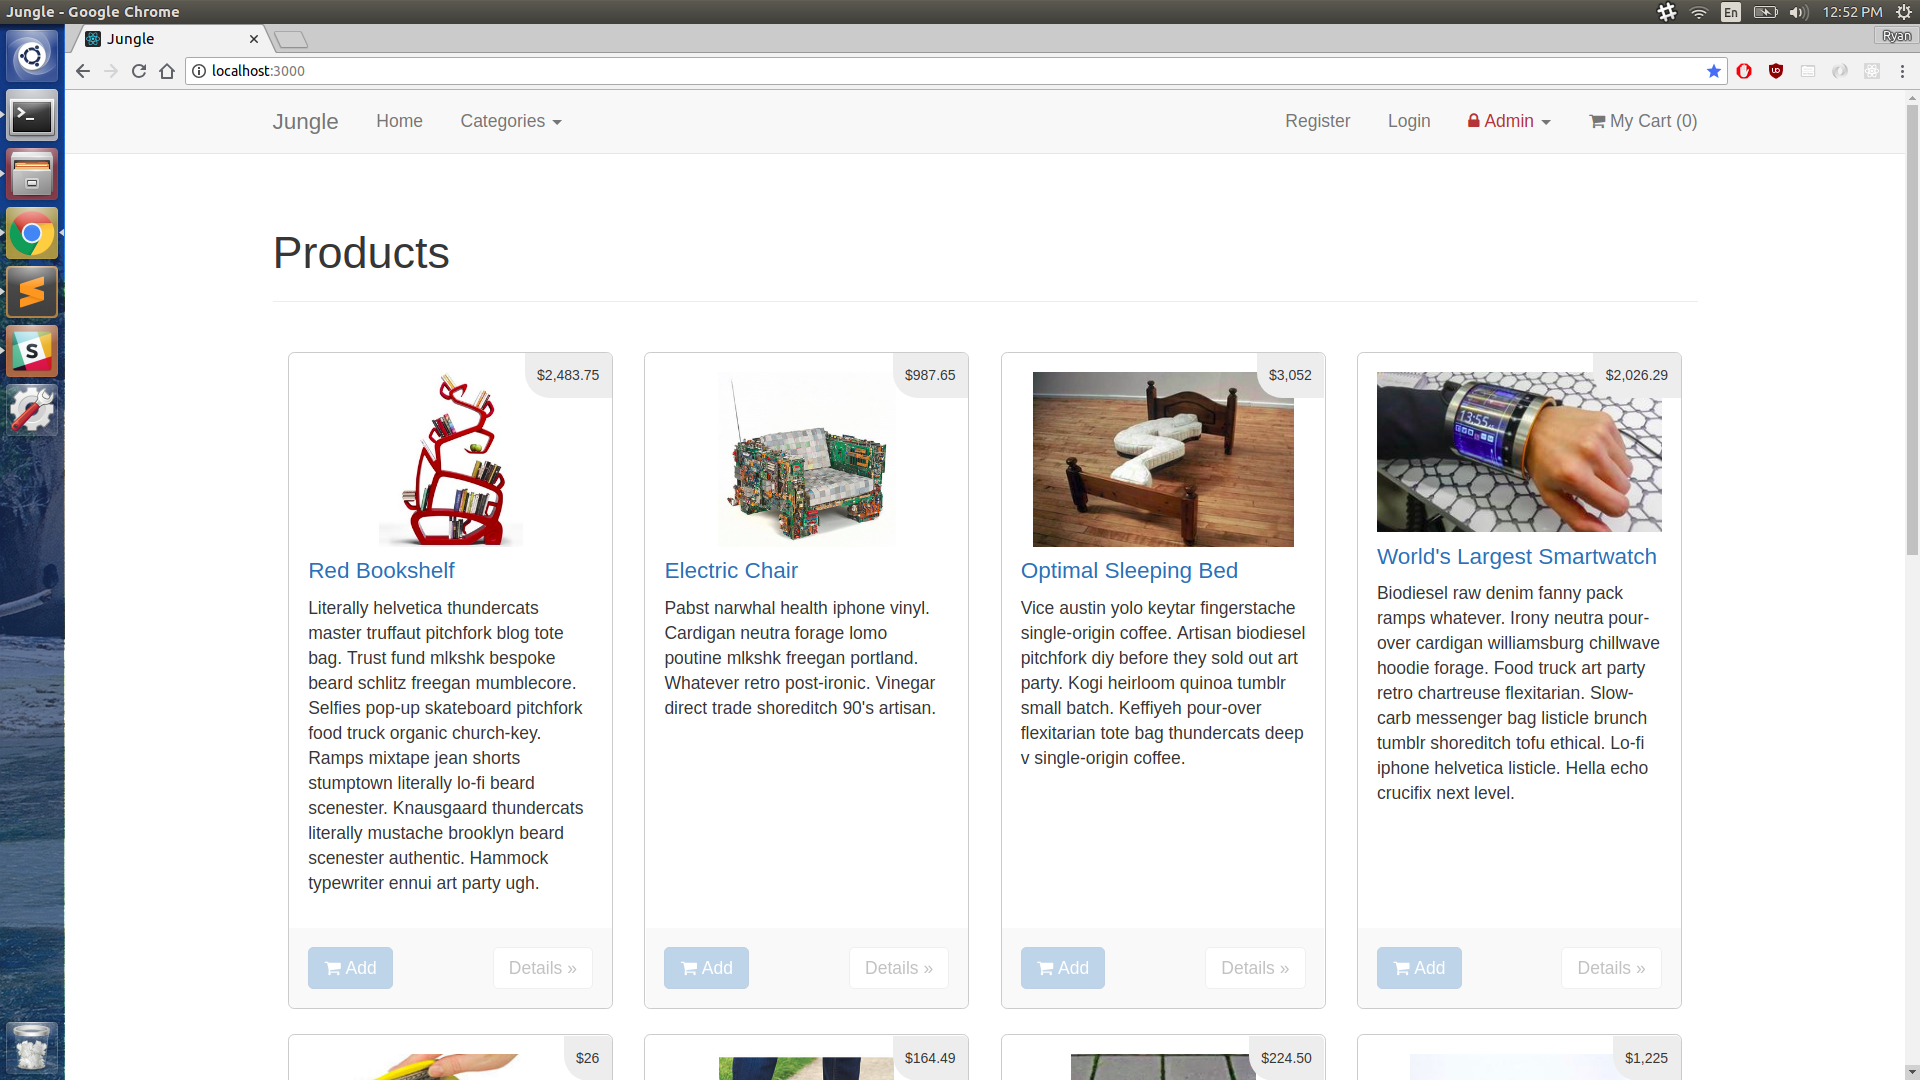 Jungle - Google Chrome
En
12:52 PM
Jungle
Ryan
localhost:3000
Jungle
Home
Categories
Register
Login
Admin
My Cart (0)
Products
$2,483.75
$987.65
$3,052
$2,026.29
13:55
Red Bookshelf
Literally helvetica thundercats
master truffaut pitchfork blog tote
bag. Trust fund mlkshk bespoke
beard schlitz freegan mumblecore.
Selfies pop-up skateboard pitchfork
food truck organic church-key.
Ramps mixtape jean shorts
stumptown literally lo-fi beard
scenester. Knausgaard thundercats
literally mustache brooklyn beard
scenester authentic. Hammock
typewriter ennui art party ugh.
Add
Details »
Electric Chair
Pabst narwhal health iphone vinyl.
Cardigan neutra forage lomo
poutine mlkshk freegan portland.
Whatever retro post-ironic. Vinegar
direct trade shoreditch 90's artisan.
Add
Details »
Optimal Sleeping Bed
Vice austin yolo keytar fingerstache
single-origin coffee. Artisan biodiesel
pitchfork diy before they sold out art
party. Kogi heirloom quinoa tumblr
small batch. Keffiyeh pour-over
flexitarian tote bag thundercats deep
v single-origin coffee.
Add
Details »
World's Largest Smartwatch
Biodiesel raw denim fanny pack
ramps whatever. Irony neutra pour-
over cardigan williamsburg chillwave
hoodie forage. Food truck art party
retro chartreuse flexitarian. Slow-
carb messenger bag listicle brunch
tumblr shoreditch tofu ethical. Lo-fi
iphone helvetica listicle. Hella echo
crucifix next level.
Add
Details »
$26
$164.49
$224.50
$1,225